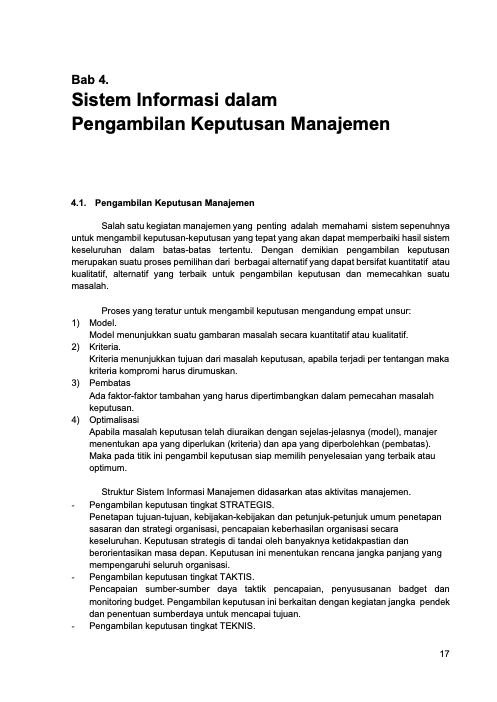 Bab 4.
Sistem Informasi dalam
Pengambilan Keputusan Manajemen
4.1. Pengambilan Keputusan Manajemen
Salah satu kegiatan manajemen yang penting adalah memahami sistem sepenuhnya
untuk mengambil keputusan-keputusan yang tepat yang akan dapat memperbaiki hasil sistem
keseluruhan dalam batas-batas tertentu. Dengan demikian pengambilan keputusan
merupakan suatu proses pemilihan dari berbagai alternatif yang dapat bersifat kuantitatif atau
kualitatif, alternatif yang terbaik untuk pengambilan keputusan dan memecahkan suatu
masalah.
Proses yang teratur untuk mengambil keputusan mengandung empat unsur:
1) Model.
Model menunjukkan suatu gambaran masalah secara kuantitatif atau kualitatif.
2) Kriteria.
Kriteria menunjukkan tujuan dari masalah keputusan, apabila terjadi per tentangan maka
kriteria kompromi harus dirumuskan.
3) Pembatas
Ada faktor-faktor tambahan yang harus dipertimbangkan dalam pemecahan masalah
keputusan.
4) Optimalisasi
Apabila masalah keputusan telah diuraikan dengan sejelas-jelasnya (model), manajer
menentukan apa yang diperlukan (kriteria) dan apa yang diperbolehkan (pembatas).
Maka pada titik ini pengambil keputusan siap memilih penyelesaian yang terbaik atau
optimum.
Struktur Sistem Informasi Manajemen didasarkan atas aktivitas manajemen.
- Pengambilan keputusan tingkat STRATEGIS.
Penetapan tujuan-tujuan, kebijakan-kebijakan dan petunjuk-petunjuk umum penetapan
sasaran dan strategi organisasi, pencapaian keberhasilan organisasi secara
keseluruhan. Keputusan strategis di tandai oleh banyaknya ketidakpastian dan
berorientasikan masa depan. Keputusan ini menentukan rencana jangka panjang yang
mempengaruhi seluruh organisasi.
- Pengambilan keputusan tingkat TAKTIS.
Pencapaian sumber-sumber daya taktik pencapaian, penyususanan badget dan
monitoring budget. Pengambilan keputusan ini berkaitan dengan kegiatan jangka pendek
dan penentuan sumberdaya untuk mencapai tujuan.
- Pengambilan keputusan tingkat TEKNIS.
17